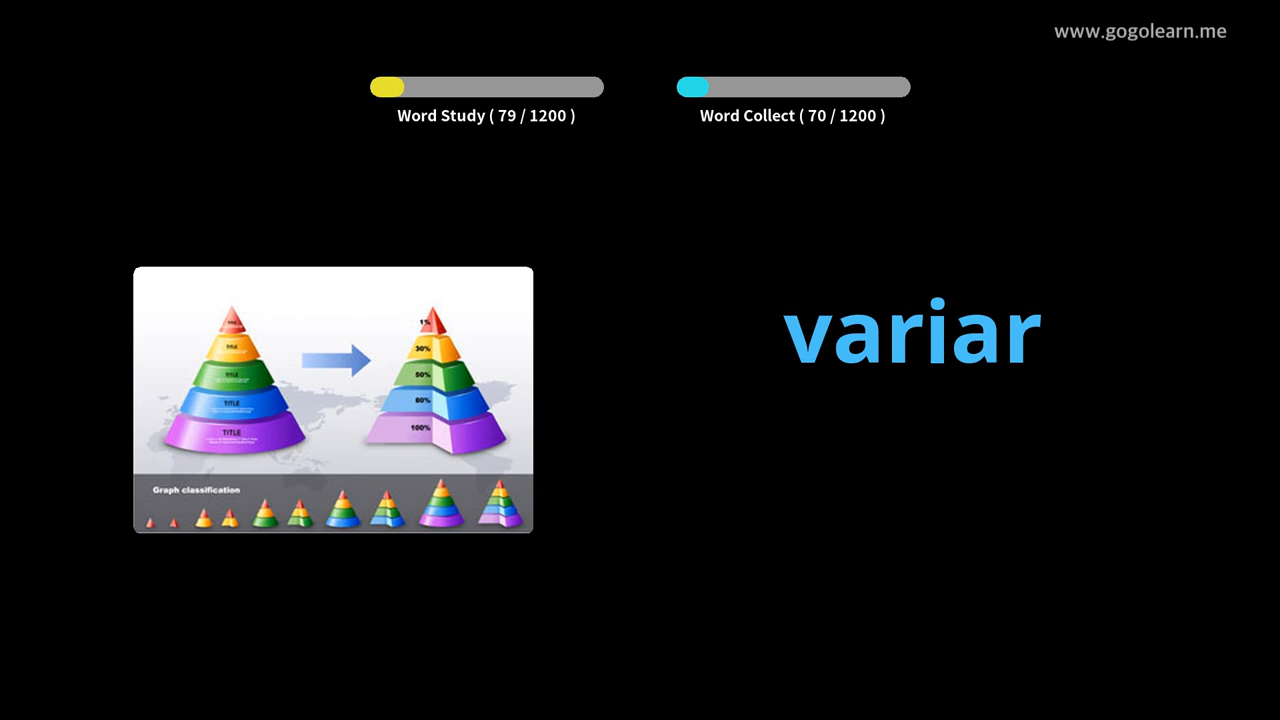 www.gogolearn.me
Word Study ( 79 / 1200 )
Word Collect ( 70 / 1200 )
variar
TITLE
TITLE
TITLE
TITLE
1%
30%
50%
80%
100%
Graph classification